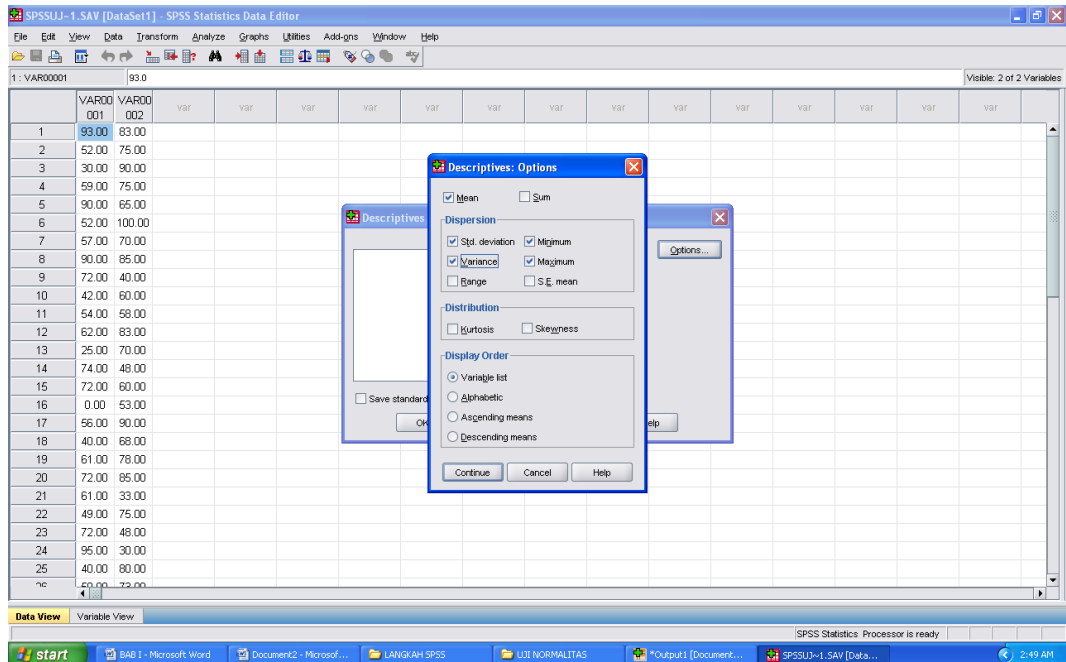 SPSSUJ~1.SAV [DataSet1] - SPSS Statistics Data Editor
File Edit View Data Transform Analyze Graphs Utilities Add-ons Window Help
1 : VAR00001 93.0 Visible: 2 of 2 Variables
VAR00001 VAR00002 var var var var var var var var var var var var var var
1 93.00 83.00
2 52.00 75.00
3 30.00 90.00
4 59.00 75.00
5 90.00 65.00
6 52.00 100.00
7 57.00 70.00
8 90.00 85.00
9 72.00 40.00
10 42.00 60.00
11 54.00 58.00
12 62.00 83.00
13 25.00 70.00
14 74.00 48.00
15 72.00 60.00
16 0.00 53.00
17 56.00 90.00
18 40.00 68.00
19 61.00 78.00
20 72.00 85.00
21 61.00 33.00
22 49.00 75.00
23 72.00 48.00
24 95.00 30.00
25 40.00 80.00
Descriptives
Options...
Save standard
OK
elp
Descriptives: Options
Mean Sum
Dispersion
Std. deviation Minimum
Variance Maximum
Range S.E. mean
Distribution
Kurtosis Skewness
Display Order
Variable list
Alphabetic
Ascending means
Descending means
Continue Cancel Help
Data View Variable View
SPSS Statistics Processor is ready
start BAB I - Microsoft Word Document2 - Microsof... LANGKAH SPSS UJI NORMALITAS *Output1 [Document... SPSSUJ~1.SAV [Data... 2:49 AM